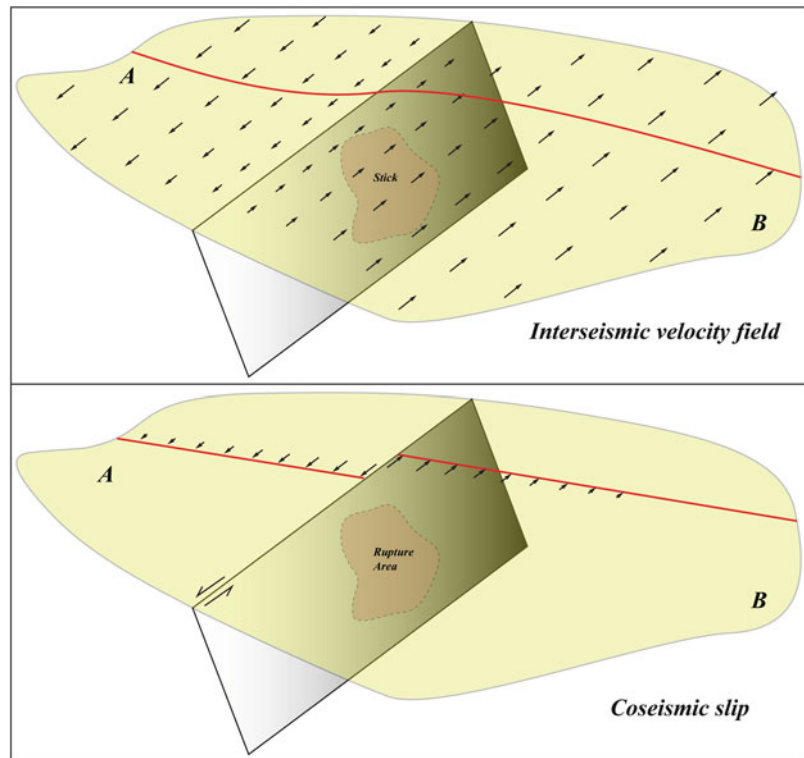 A
Stick
B
Interseismic velocity field
A
Rupture
Area
B
Coseismic slip